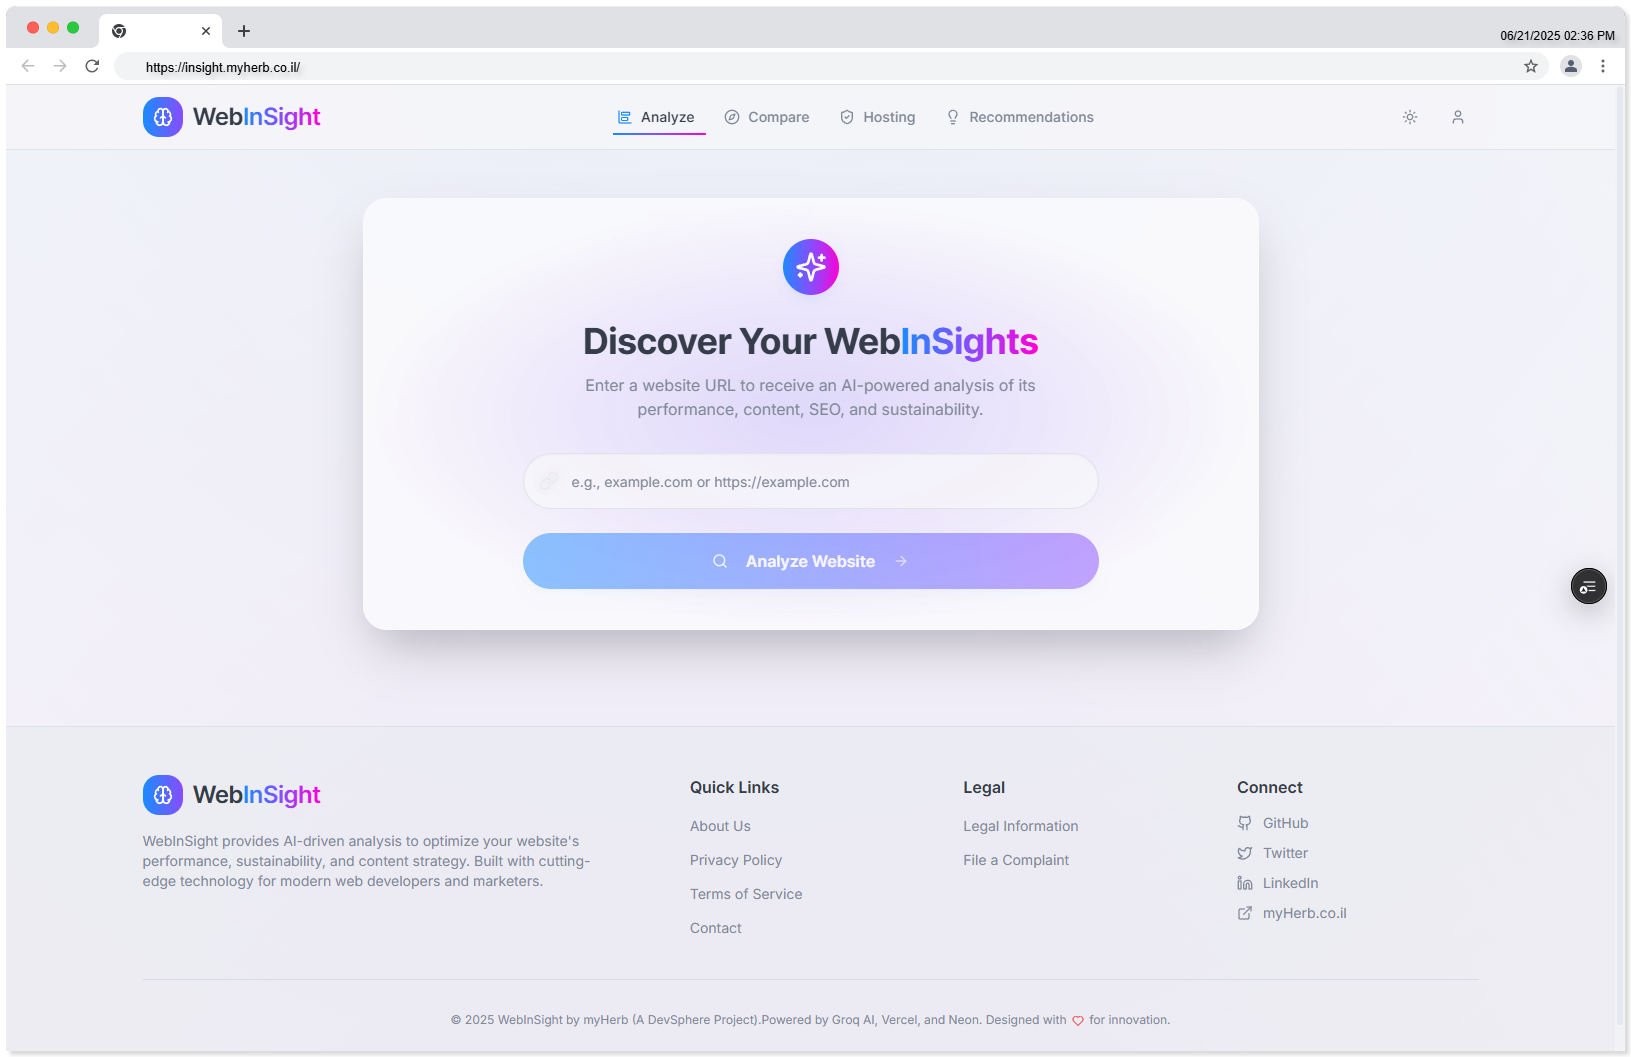 06/21/2025 02:36 PM
https://insight.myherb.co.il/
WebInSight
Analyze
Compare
Hosting
Recommendations
Discover Your WebInSights
Enter a website URL to receive an AI-powered analysis of its
performance, content, SEO, and sustainability.
e.g., example.com or https://example.com
Analyze Website
WebInSight
WebInSight provides AI-driven analysis to optimize your website's
performance, sustainability, and content strategy. Built with cutting-
edge technology for modern web developers and marketers.
Quick Links
About Us
Privacy Policy
Terms of Service
Contact
Legal
Legal Information
File a Complaint
Connect
GitHub
Twitter
LinkedIn
myHerb.co.il
© 2025 WebInSight by myHerb (A DevSphere Project).Powered by Groq AI, Vercel, and Neon. Designed with for innovation.